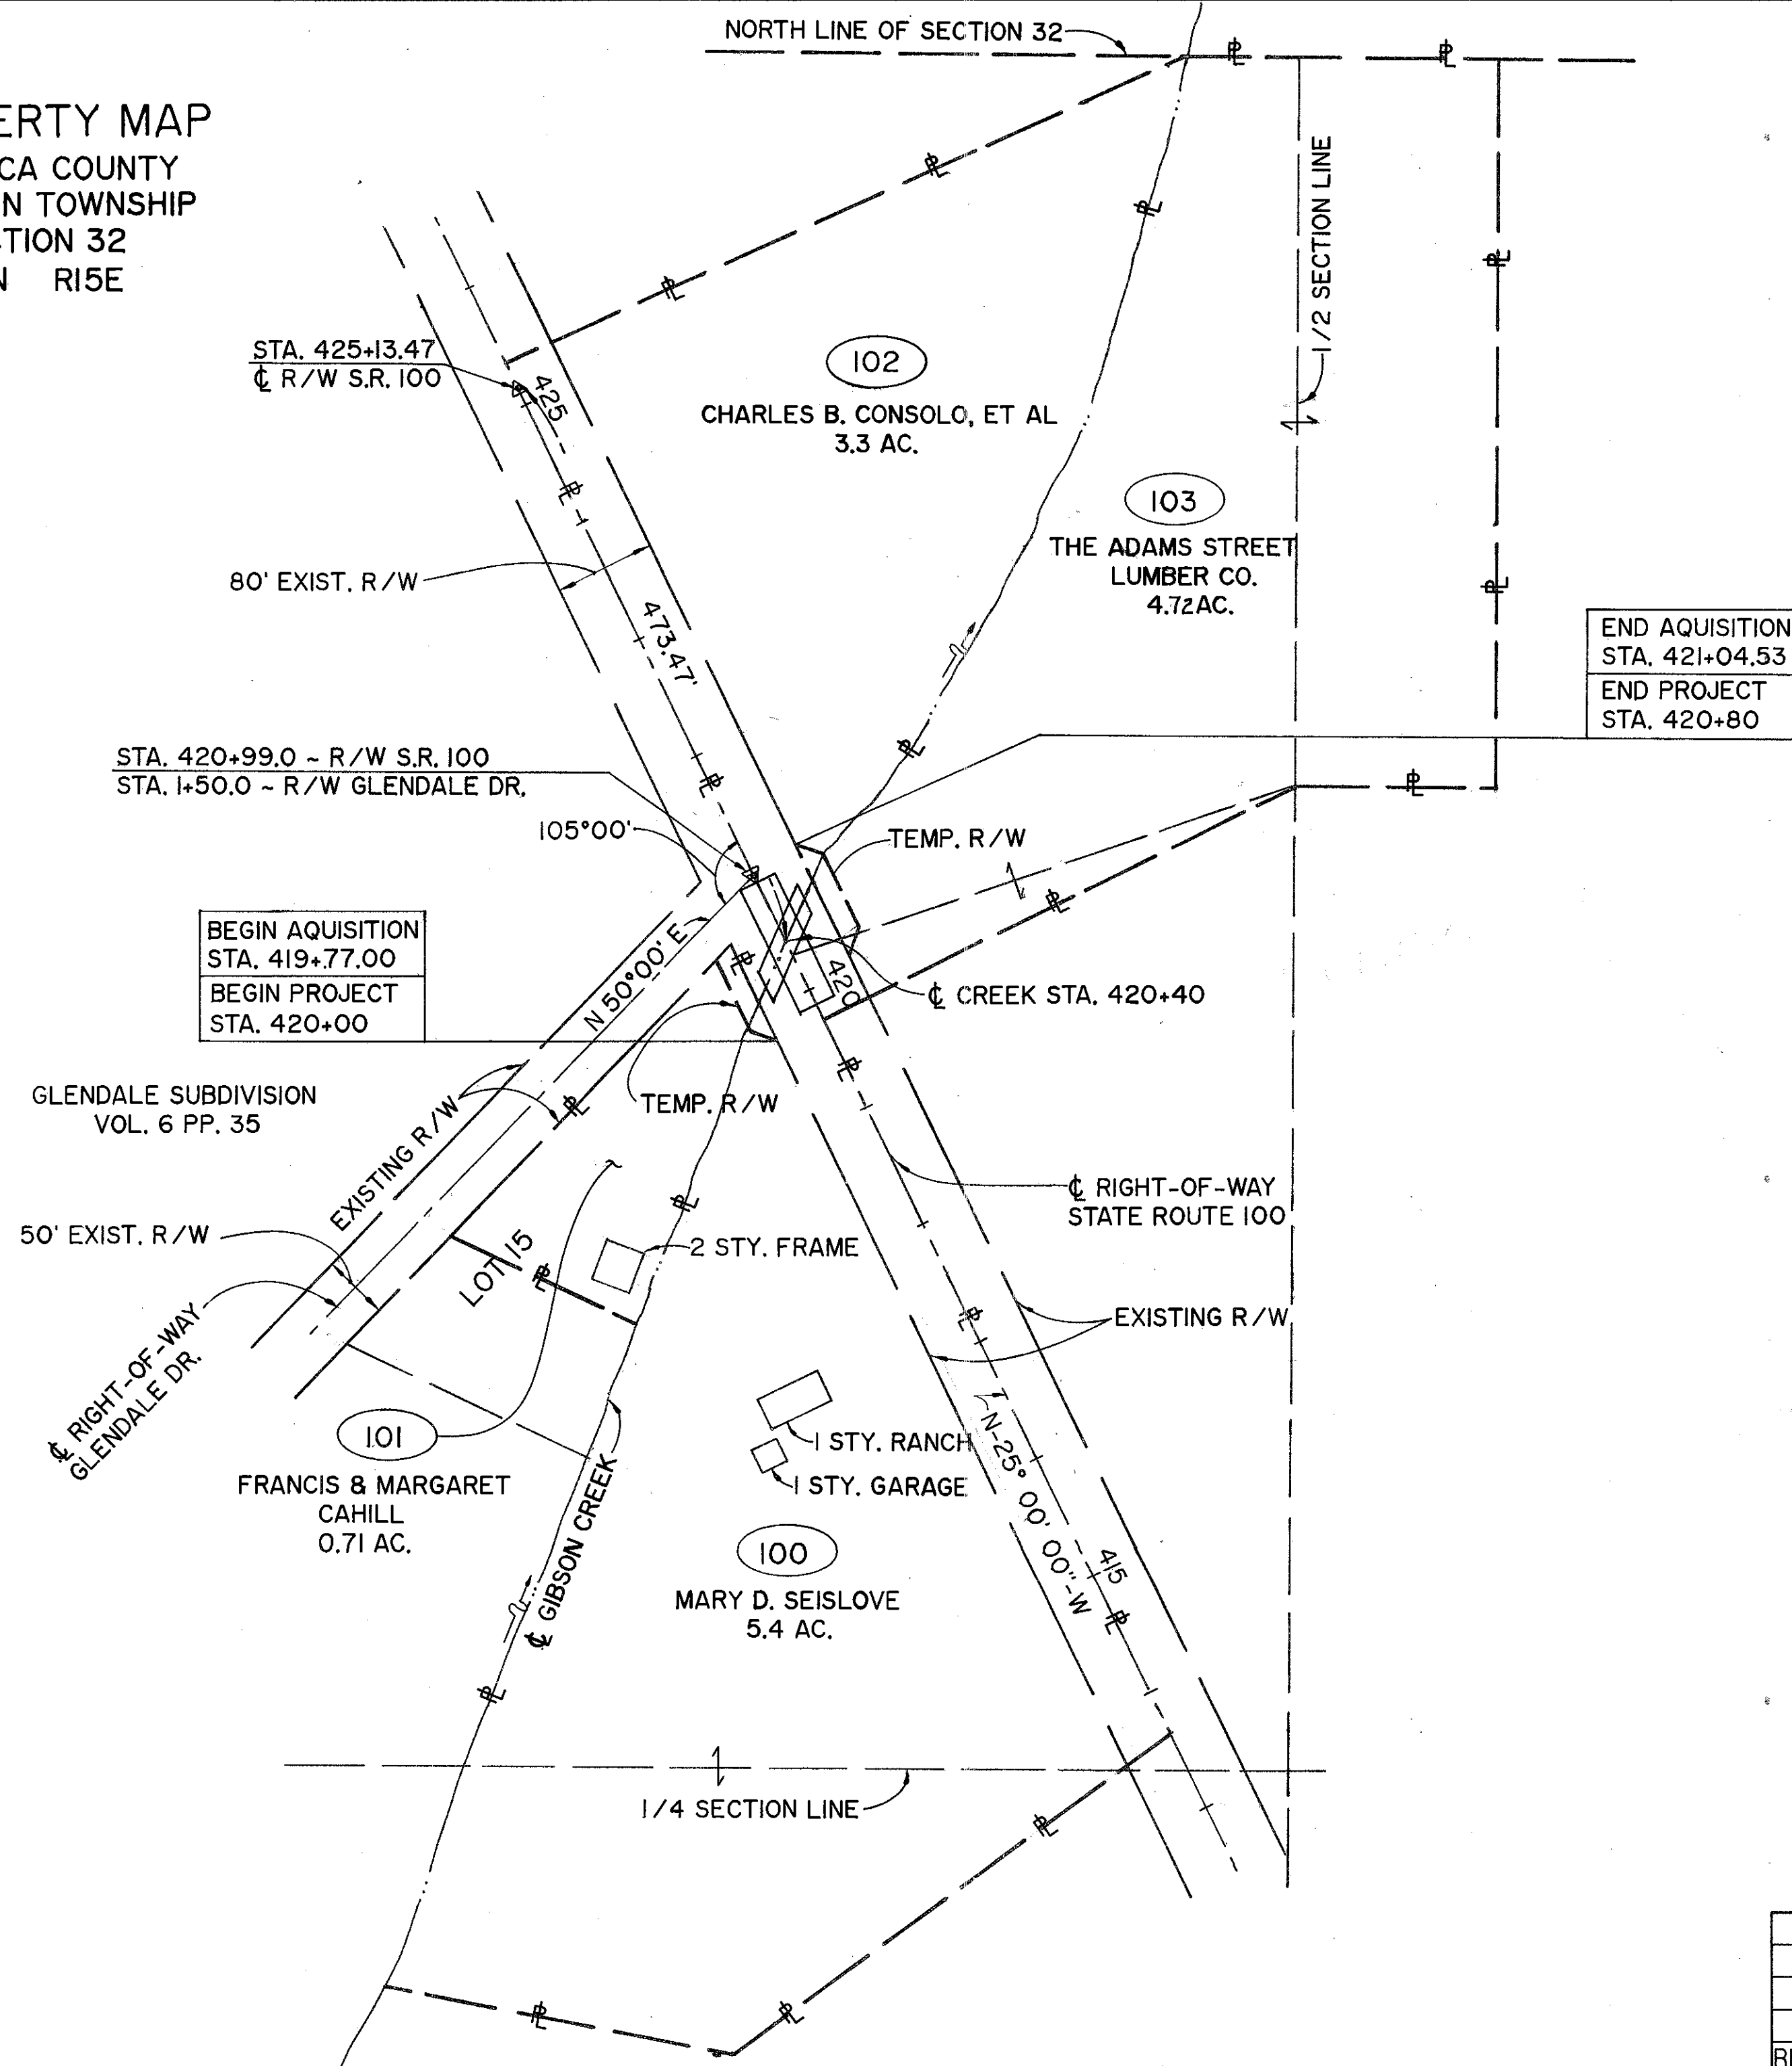 NORTH LINE OF SECTION 32
ERTY MAP
CA COUNTY
N TOWNSHIP
TION 32
N R15E
1/2 SECTION LINE
STA. 425+13.47
℄ R/W S.R. 100
425
102
CHARLES B. CONSOLO, ET AL
3.3 AC.
103
THE ADAMS STREET
LUMBER CO.
4.72 AC.
80' EXIST. R/W
473.47'
END AQUISITION
STA. 421+04.53
END PROJECT
STA. 420+80
STA. 420+99.0 ~ R/W S.R. 100
STA. 1+50.0 ~ R/W GLENDALE DR.
105°00'
TEMP. R/W
BEGIN AQUISITION
STA. 419+77.00
BEGIN PROJECT
STA. 420+00
N 50°00' E
420
℄ CREEK STA. 420+40
GLENDALE SUBDIVISION
VOL. 6 PP. 35
TEMP. R/W
EXISTING R/W
℄ RIGHT-OF-WAY
STATE ROUTE 100
50' EXIST. R/W
LOT 15
2 STY. FRAME
EXISTING R/W
℄ RIGHT-OF-WAY
GLENDALE DR.
101
FRANCIS & MARGARET
CAHILL
0.71 AC.
1 STY. RANCH
1 STY. GARAGE
N-25° 00' 00"-W
℄ GIBSON CREEK
100
MARY D. SEISLOVE
5.4 AC.
415
1/4 SECTION LINE